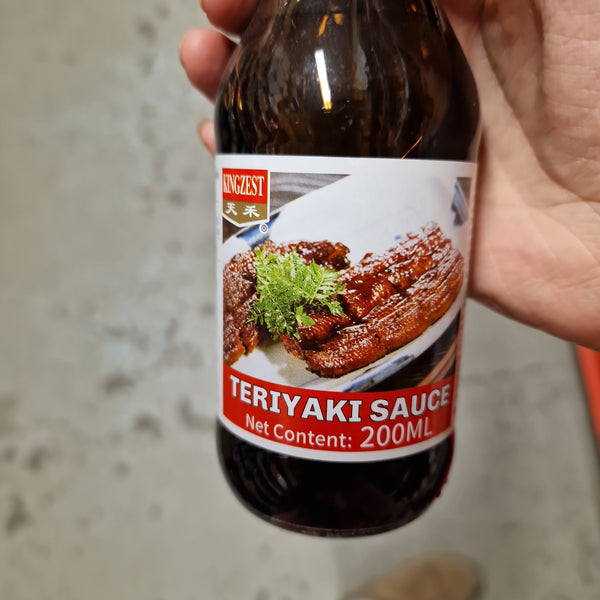 KINGZEST
天禾
®
TERIYAKI SAUCE
Net Content: 200ML